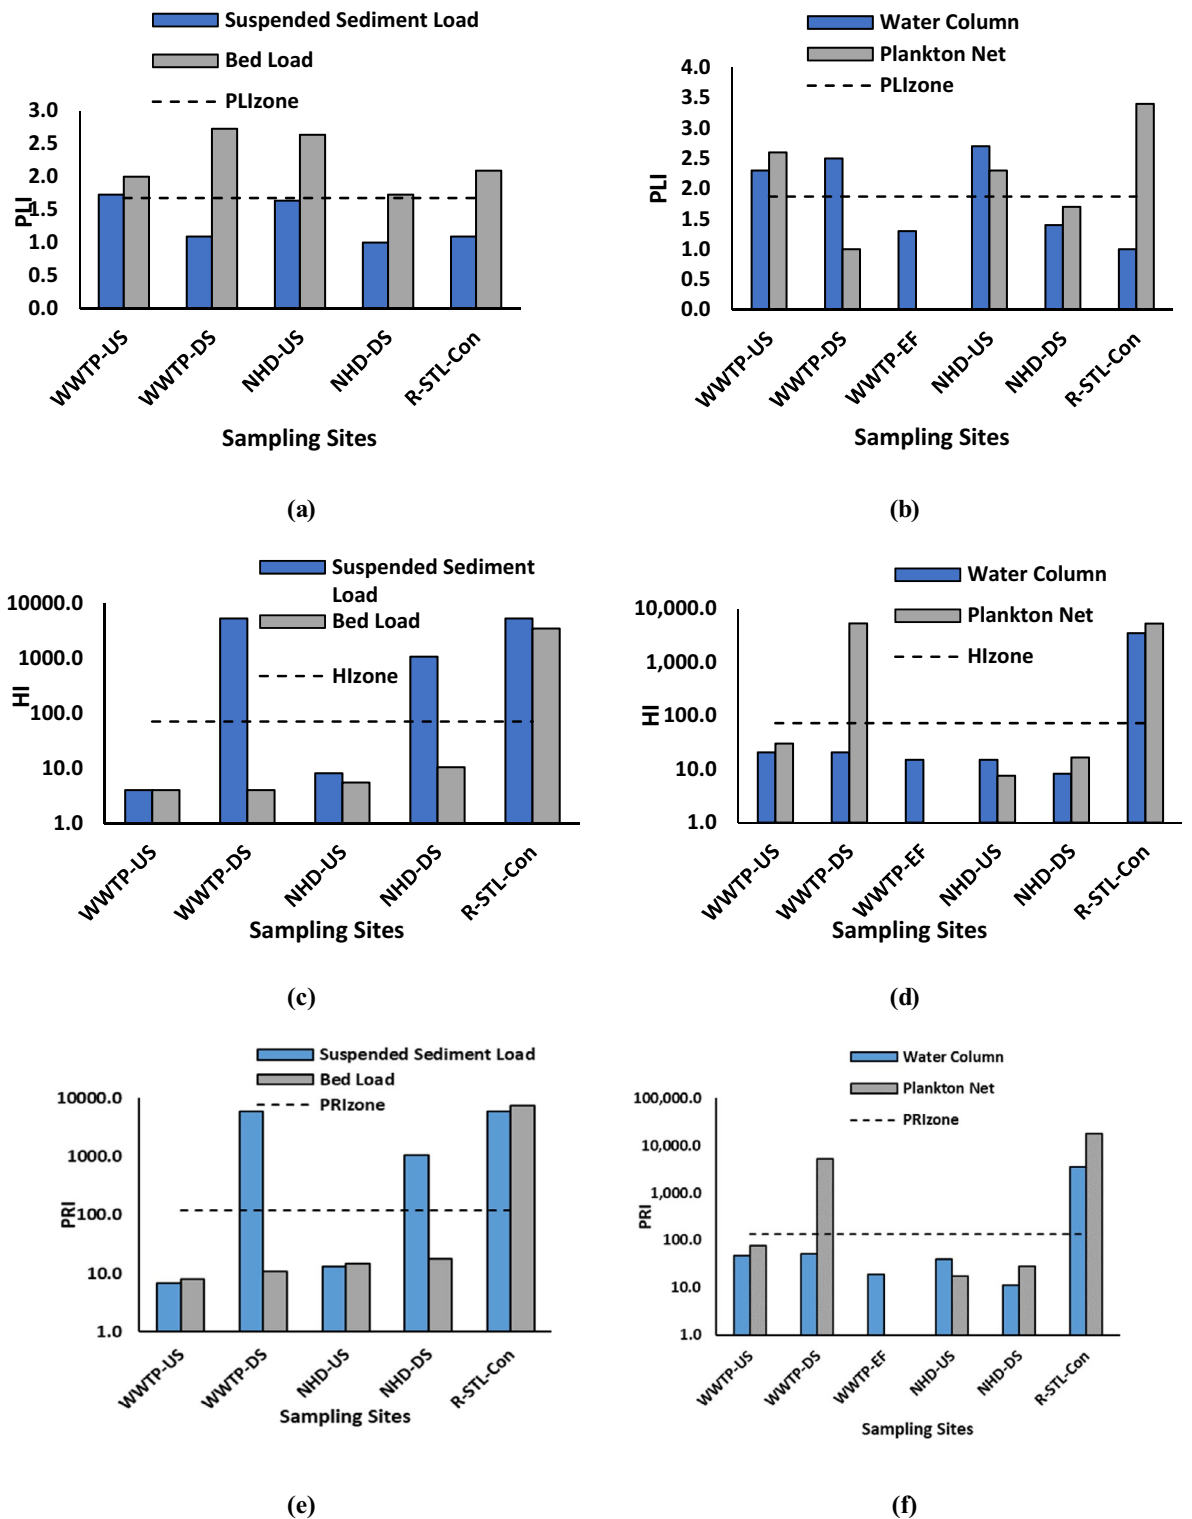 Suspended Sediment Load
Bed Load
PLIzone
3.0
2.5
2.0
1.5
1.0
0.5
0.0
PLI
WWTP-US
WWTP-DS
NHD-US
NHD-DS
R-STL-Con
Sampling Sites
(a)
Water Column
Plankton Net
PLIzone
4.0
3.5
3.0
2.5
2.0
1.5
1.0
0.5
0.0
PLI
WWTP-US
WWTP-DS
WWTP-EF
NHD-US
NHD-DS
R-STL-Con
Sampling Sites
(b)
Suspended Sediment
Load
Bed Load
HIzone
10000.0
1000.0
100.0
10.0
1.0
HI
WWTP-US
WWTP-DS
NHD-US
NHD-DS
R-STL-Con
Sampling Sites
(c)
Water Column
Plankton Net
HIzone
10,000.0
1,000.0
100.0
10.0
1.0
HI
WWTP-US
WWTP-DS
WWTP-EF
NHD-US
NHD-DS
R-STL-Con
Sampling Sites
(d)
Suspended Sediment Load
Bed Load
PRIzone
10000.0
1000.0
100.0
10.0
1.0
PRI
WWTP-US
WWTP-DS
NHD-US
NHD-DS
R-STL-Con
Sampling Sites
(e)
Water Column
Plankton Net
PRIzone
100,000.0
10,000.0
1,000.0
100.0
10.0
1.0
PRI
WWTP-US
WWTP-DS
WWTP-EF
NHD-US
NHD-DS
R-STL-Con
Sampling Sites
(f)